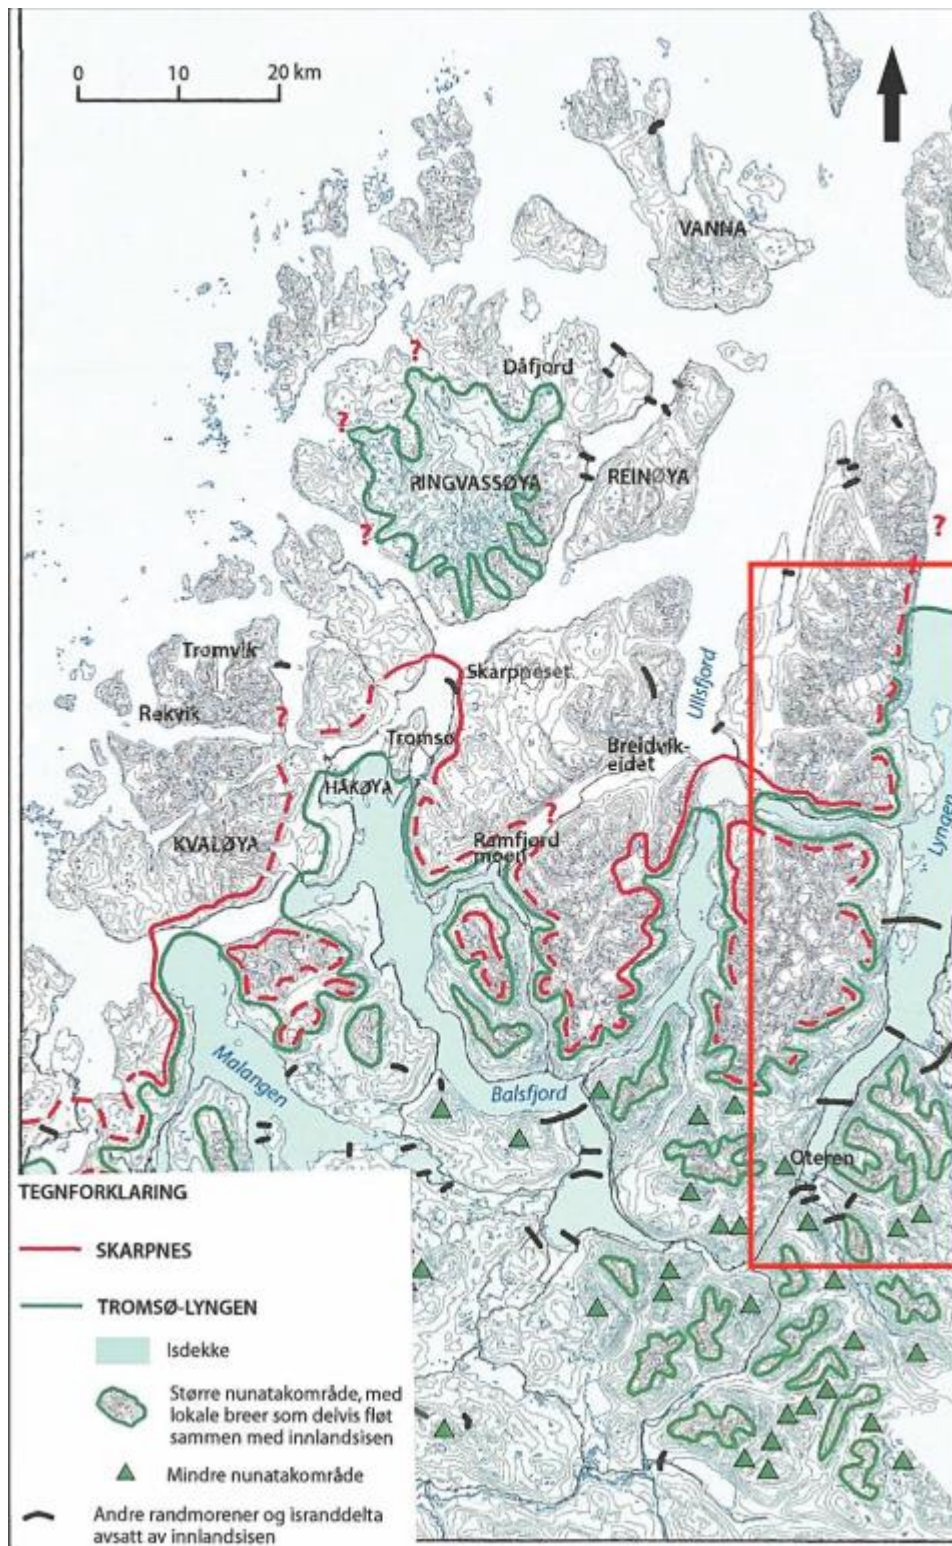 0 10 20 km
VANNA
?
Dåfjord
?
RINGVASSØYA
REINØYA
?
?
Tromvik
Skarpneset
Ullsfjord
Rekvik
?
Tromsø
Breidvik-
eidet
HÅKØYA
Lyngen
?
KVALØYA
Ramfjord
moen
Malangen
Balsfjord
Oteren
TEGNFORKLARING
SKARPNES
TROMSØ-LYNGEN
Isdekke
Større nunatakområde, med
lokale breer som delvis fløt
sammen med innlandsisen
Mindre nunatakområde
Andre randmorener og isranddelta
avsatt av innlandsisen